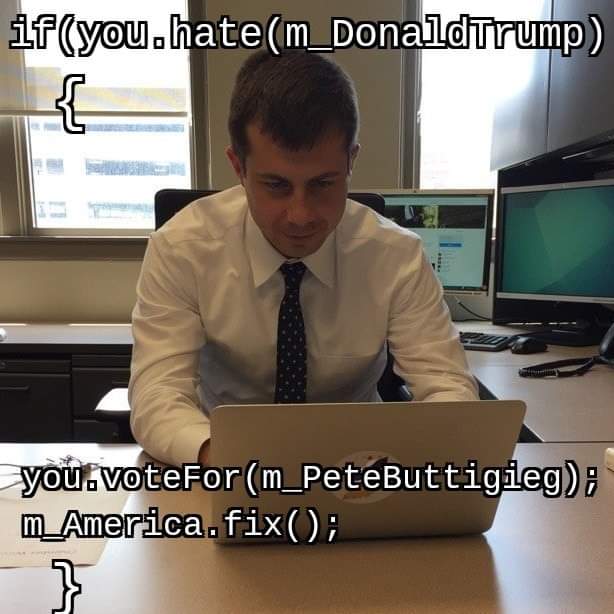 if(you.hate(m_DonaldTrump)
{
you.voteFor(m_PeteButtigieg);
m_America.fix();
}